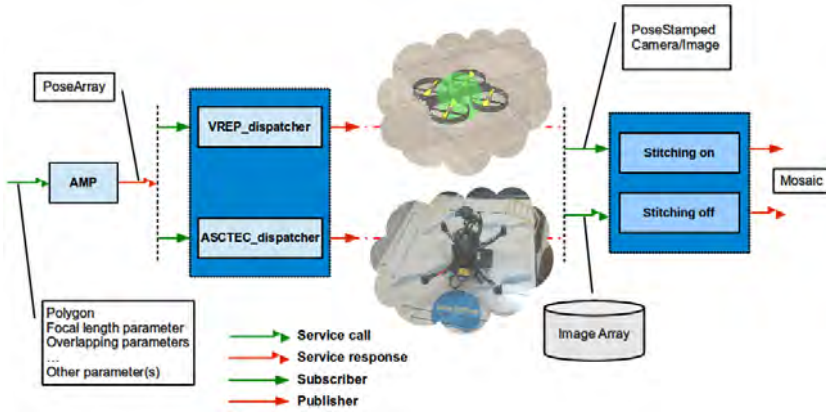 PoseStamped
Camera/Image
PoseArray
VREP_dispatcher
AMP
Stitching on
Mosaic
Stitching off
ASCTEC_dispatcher
Polygon
Focal length parameter
Overlapping parameters
...
Other parameter(s)
Service call
Service response
Subscriber
Publisher
Image Array